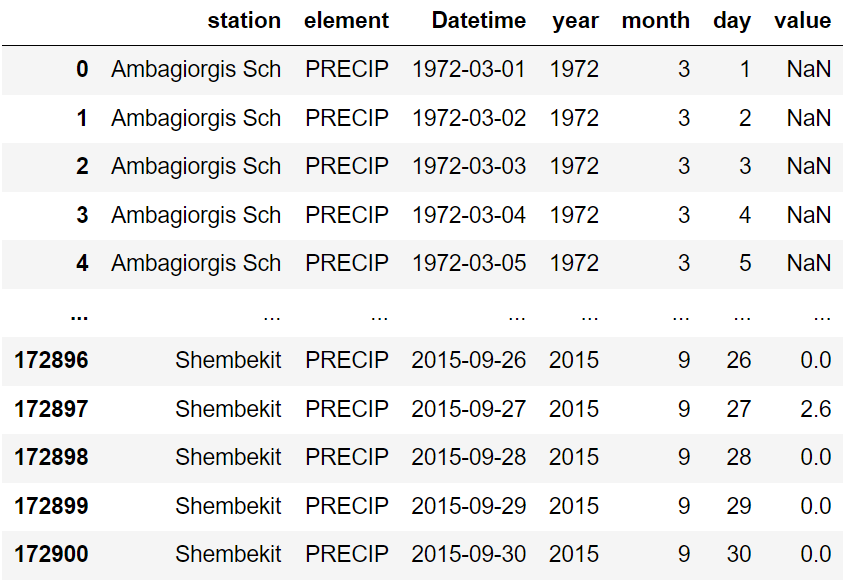 station element Datetime year month day value
0 Ambagiorgis Sch PRECIP 1972-03-01 1972 3 1 NaN
1 Ambagiorgis Sch PRECIP 1972-03-02 1972 3 2 NaN
2 Ambagiorgis Sch PRECIP 1972-03-03 1972 3 3 NaN
3 Ambagiorgis Sch PRECIP 1972-03-04 1972 3 4 NaN
4 Ambagiorgis Sch PRECIP 1972-03-05 1972 3 5 NaN
... ... ... ... ... ... ... ...
172896 Shembekit PRECIP 2015-09-26 2015 9 26 0.0
172897 Shembekit PRECIP 2015-09-27 2015 9 27 2.6
172898 Shembekit PRECIP 2015-09-28 2015 9 28 0.0
172899 Shembekit PRECIP 2015-09-29 2015 9 29 0.0
172900 Shembekit PRECIP 2015-09-30 2015 9 30 0.0